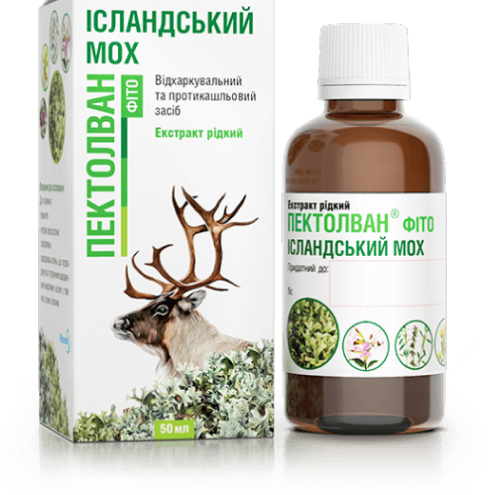 ІСЛАНДСЬКИЙ
МОХ
Відхаркувальний
та протикашльовий
засіб
Екстракт рідкий
ПЕКТОЛВАН
ФІТО
50 мл
Екстракт рідкий
ПЕКТОЛВАН® ФІТО
ІСЛАНДСЬКИЙ МОХ
Придатний до: